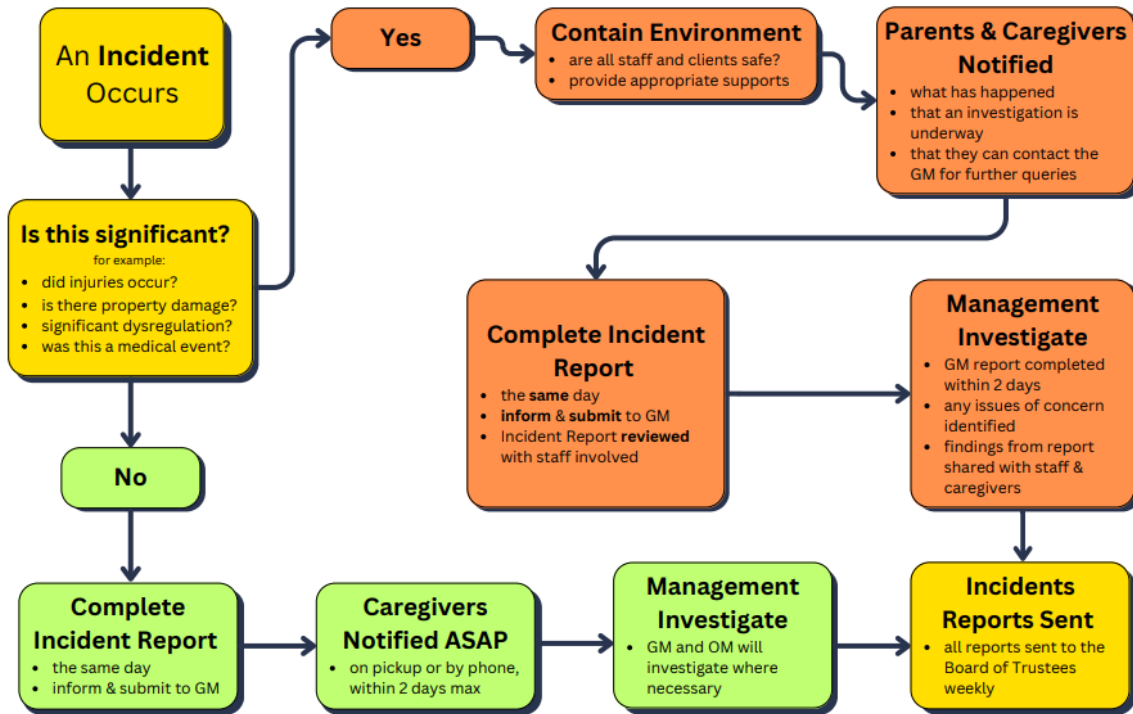 An Incident
Occurs
Is this significant?
for example:
• did injuries occur?
• is there property damage?
• significant dysregulation?
• was this a medical event?
Yes
Contain Environment
• are all staff and clients safe?
• provide appropriate supports
Parents & Caregivers
Notified
• what has happened
• that an investigation is
underway
• that they can contact the
GM for further queries
Complete Incident
Report
• the same day
• inform & submit to GM
• Incident Report reviewed
with staff involved
Management
Investigate
• GM report completed
within 2 days
• any issues of concern
identified
• findings from report
shared with staff &
caregivers
No
Complete
Incident Report
• the same day
• inform & submit to GM
Caregivers
Notified ASAP
• on pickup or by phone,
within 2 days max
Management
Investigate
• GM and OM will
investigate where
necessary
Incidents
Reports Sent
• all reports sent to the
Board of Trustees
weekly